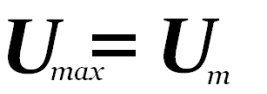 U_max = U_m